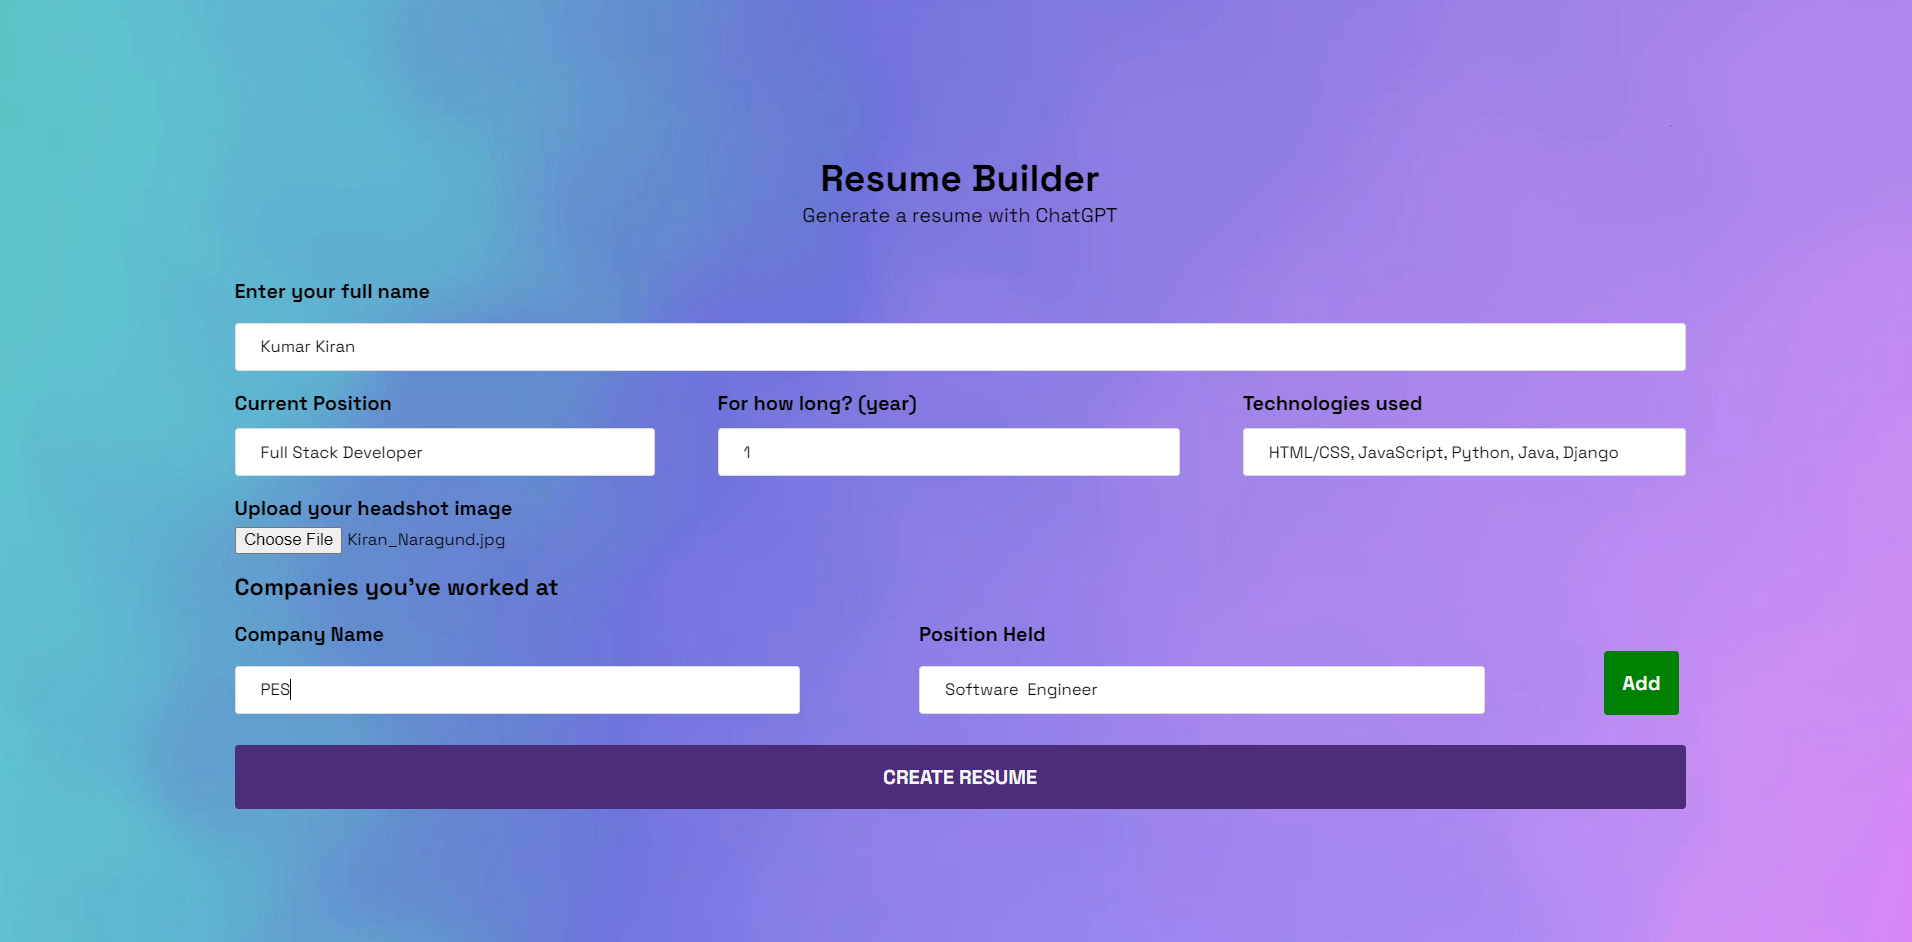 Resume Builder
Generate a resume with ChatGPT
Enter your full name
Kumar Kiran
Current Position For how long? (year) Technologies used
Full Stack Developer 1 HTML/CSS, JavaScript, Python, Java, Django
Upload your headshot image
Choose File Kiran_Naragund.jpg
Companies you've worked at
Company Name Position Held
PES Software  Engineer Add
CREATE RESUME